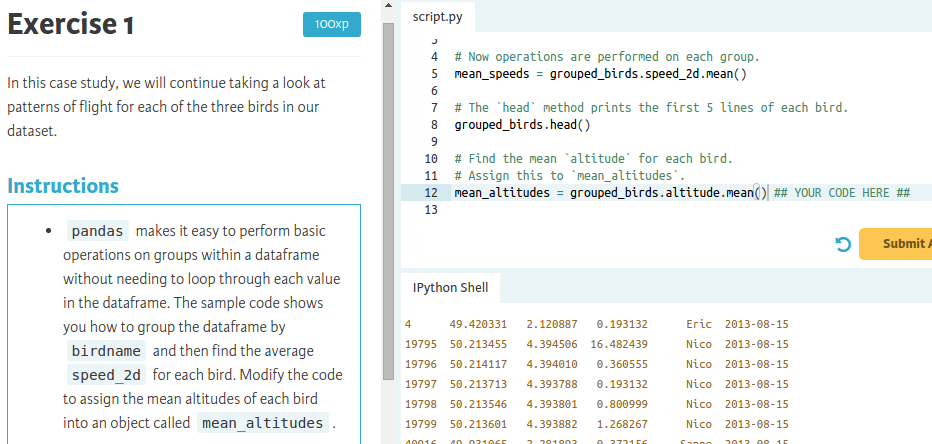 Exercise 1
100xp
In this case study, we will continue taking a look at
patterns of flight for each of the three birds in our
dataset.
Instructions
pandas makes it easy to perform basic
operations on groups within a dataframe
without needing to loop through each value
in the dataframe. The sample code shows
you how to group the dataframe by
birdname and then find the average
speed_2d for each bird. Modify the code
to assign the mean altitudes of each bird
into an object called mean_altitudes .
script.py
4 # Now operations are performed on each group.
5 mean_speeds = grouped_birds.speed_2d.mean()
6
7 # The `head` method prints the first 5 lines of each bird.
8 grouped_birds.head()
9
10 # Find the mean `altitude` for each bird.
11 # Assign this to `mean_altitudes`.
12 mean_altitudes = grouped_birds.altitude.mean() ## YOUR CODE HERE ##
13
Submit A
IPython Shell
4 49.420331 2.120887 0.193132 Eric 2013-08-15
19795 50.213455 4.394506 16.482439 Nico 2013-08-15
19796 50.214117 4.394010 0.360555 Nico 2013-08-15
19797 50.213713 4.393788 0.193132 Nico 2013-08-15
19798 50.213546 4.393801 0.800999 Nico 2013-08-15
19799 50.213601 4.393882 1.268267 Nico 2013-08-15